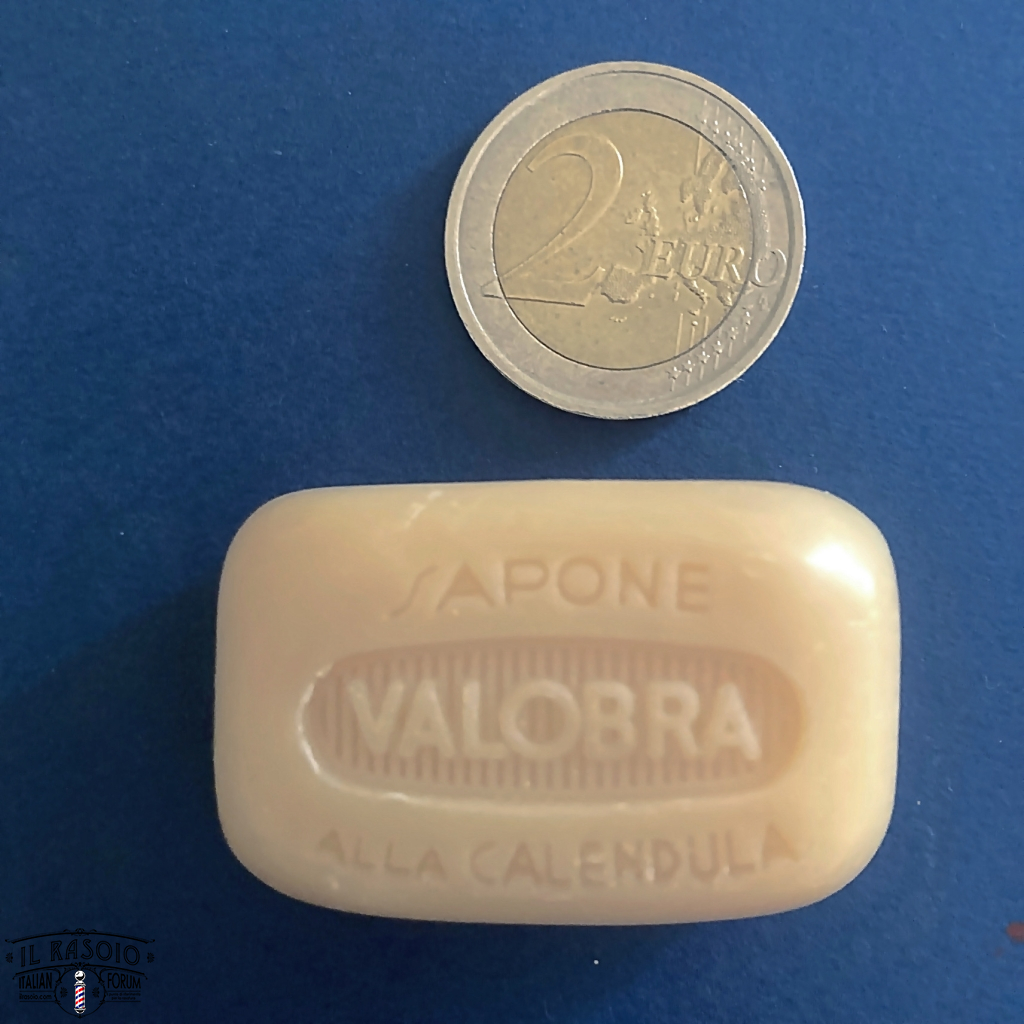 2 EURO
SAPONE
VALOBRA
ALLA CALENDULA
IL RASOIO
ITALIAN FORUM